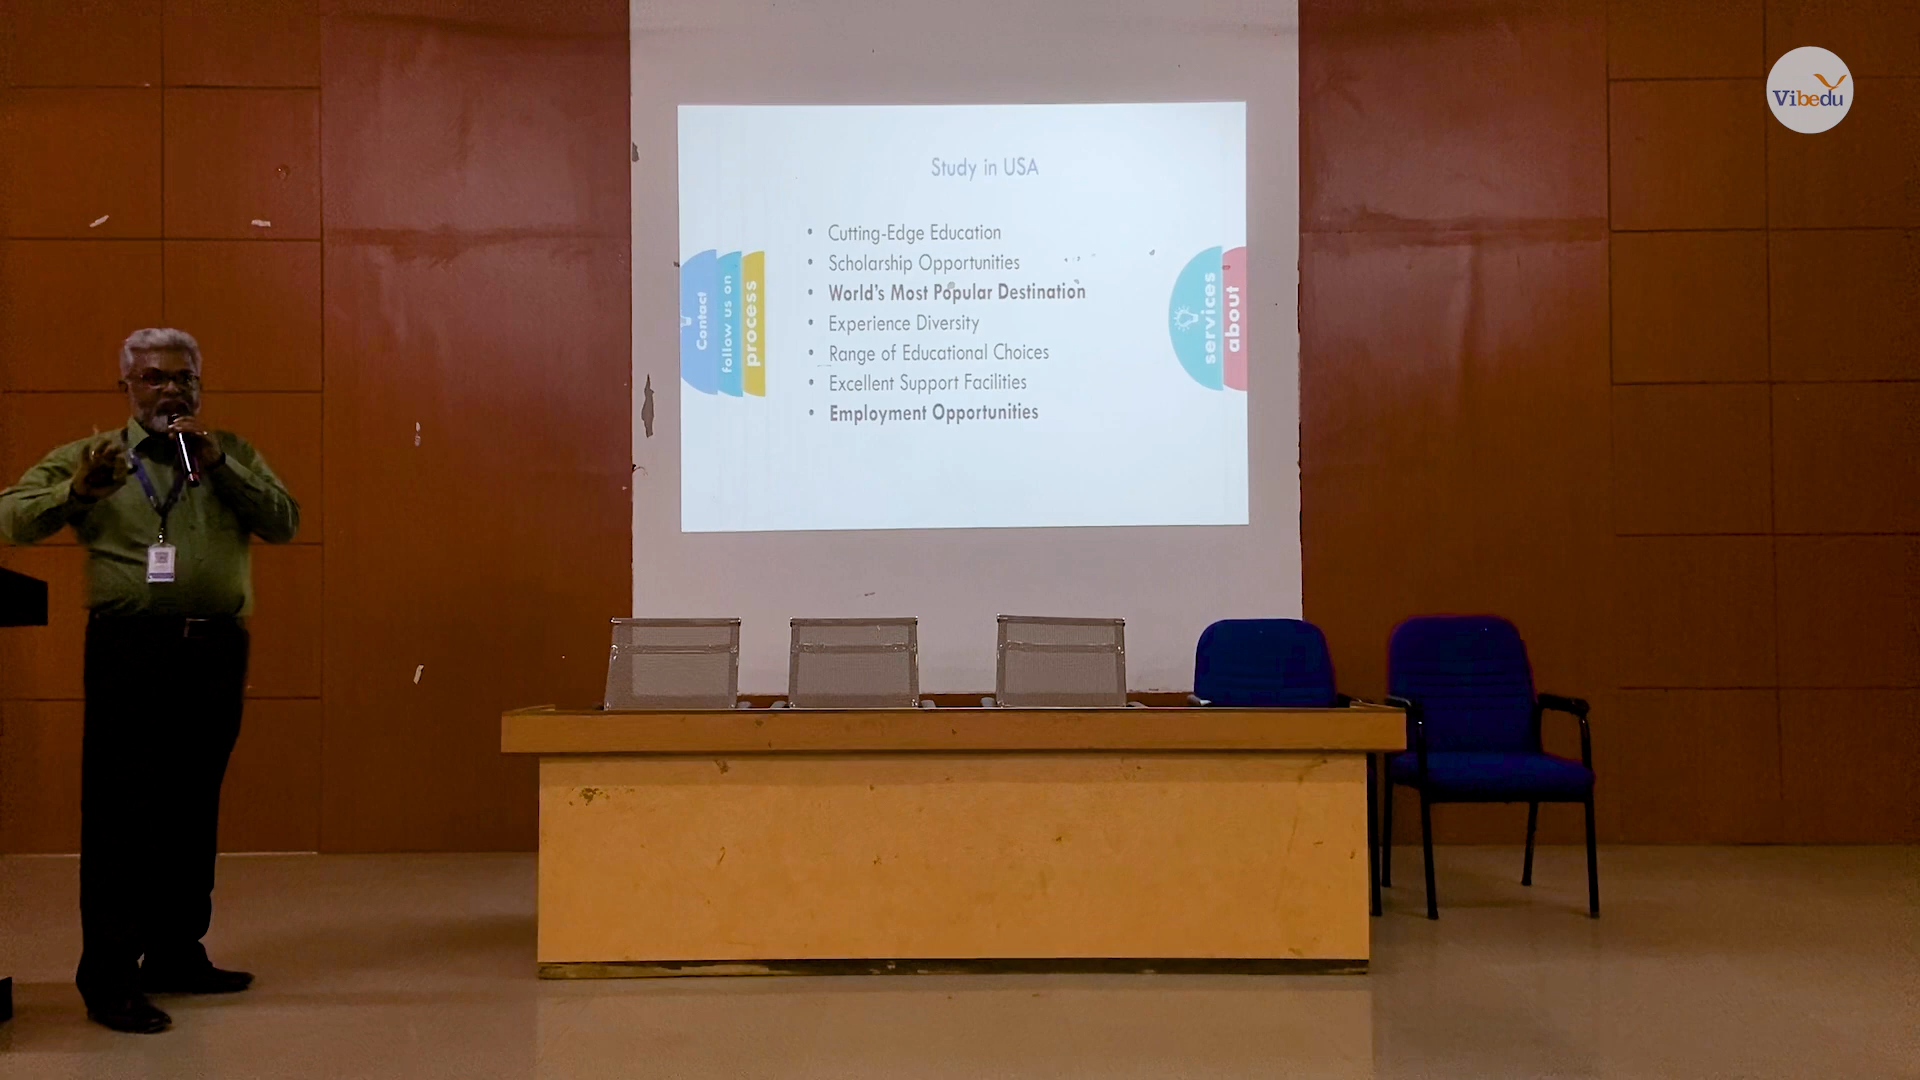 Vibedu
Study in USA
• Cutting-Edge Education
• Scholarship Opportunities
• World's Most Popular Destination
• Experience Diversity
• Range of Educational Choices
• Excellent Support Facilities
• Employment Opportunities
Contact
follow us on
process
services
about